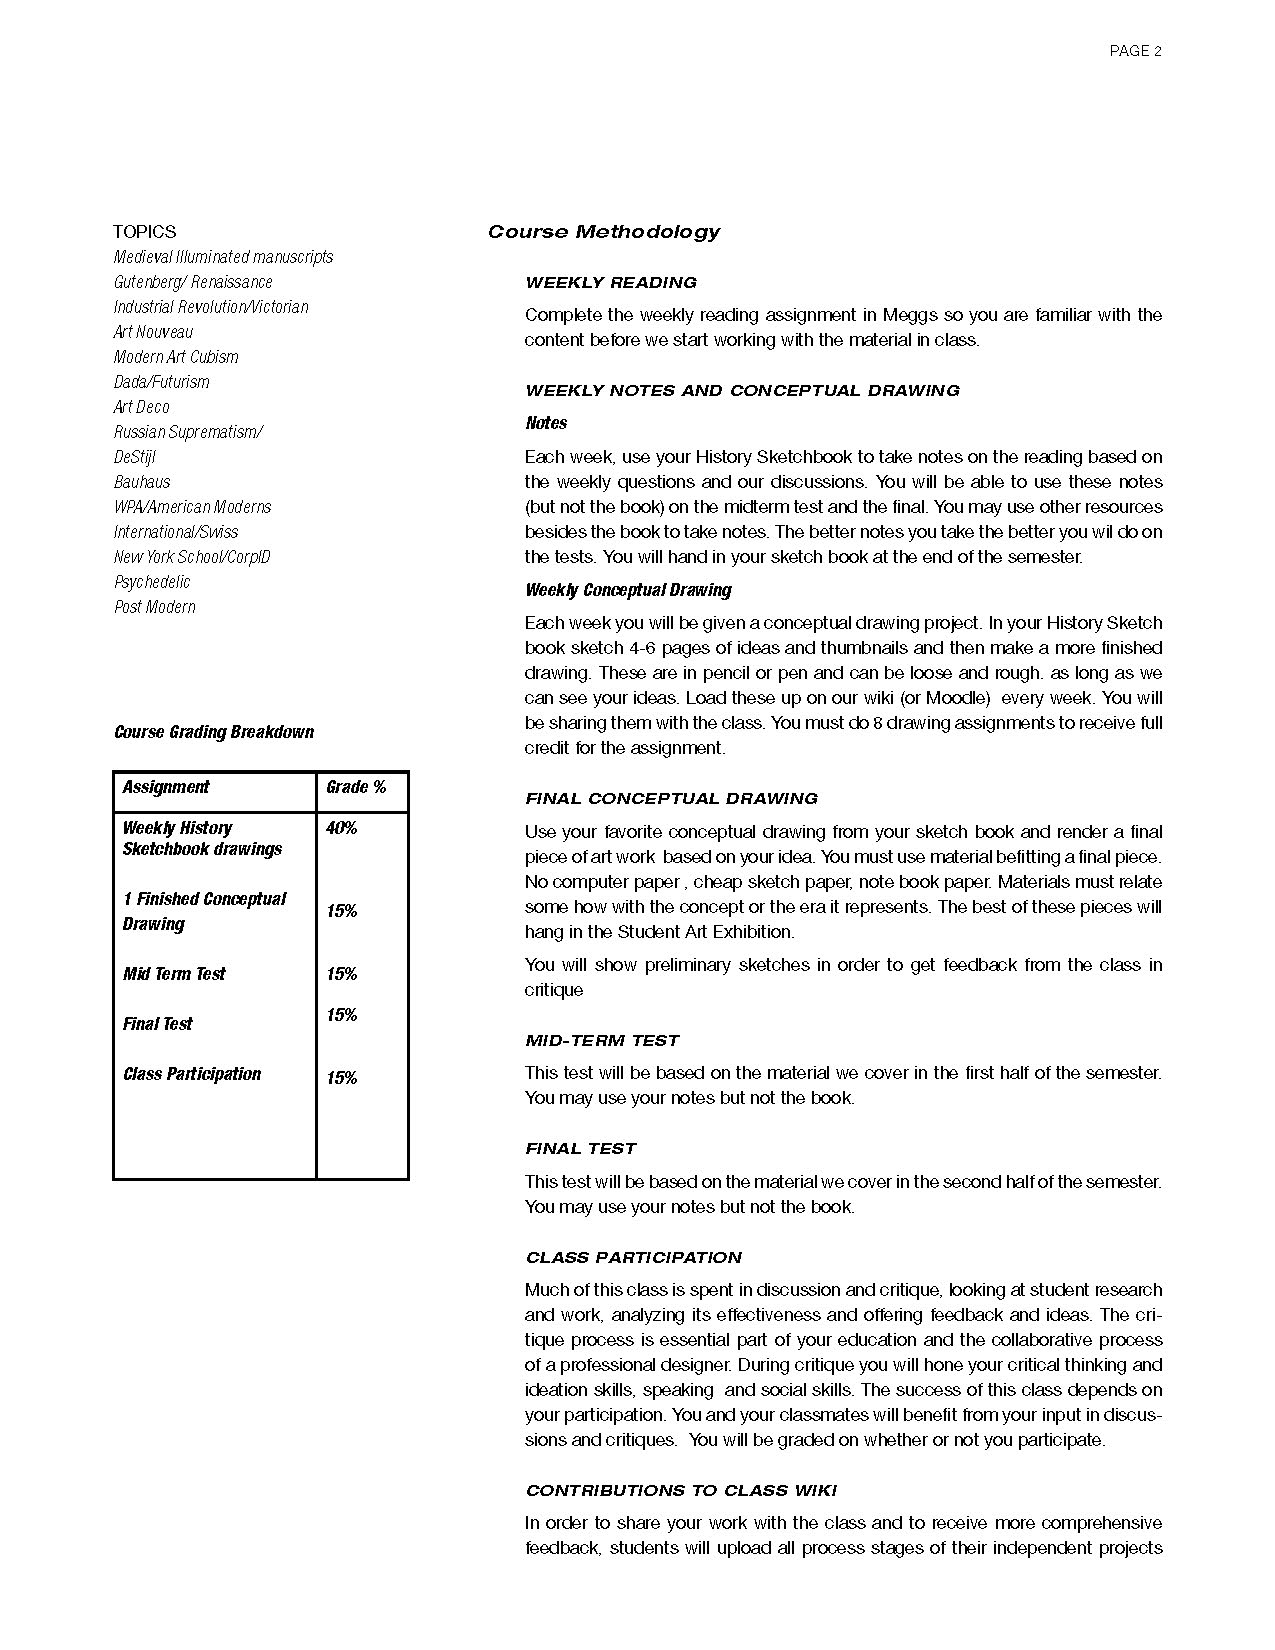 PAGE 2
TOPICS
Medieval Illuminated manuscripts
Gutenberg/ Renaissance
Industrial Revolution/Victorian
Art Nouveau
Modern Art Cubism
Dada/Futurism
Art Deco
Russian Suprematism/
DeStijl
Bauhaus
WPA/American Moderns
International/Swiss
New York School/CorpID
Psychedelic
Post Modern
Course Grading Breakdown
Assignment Grade %
Weekly History 40%
Sketchbook drawings
1 Finished Conceptual
Drawing 15%
Mid Term Test 15%
Final Test 15%
Class Participation 15%
Course Methodology
WEEKLY READING
Complete the weekly reading assignment in Meggs so you are familiar with the
content before we start working with the material in class.
WEEKLY NOTES AND CONCEPTUAL DRAWING
Notes
Each week, use your History Sketchbook to take notes on the reading based on
the weekly questions and our discussions. You will be able to use these notes
(but not the book) on the midterm test and the final. You may use other resources
besides the book to take notes. The better notes you take the better you wil do on
the tests. You will hand in your sketch book at the end of the semester.
Weekly Conceptual Drawing
Each week you will be given a conceptual drawing project. In your History Sketch
book sketch 4-6 pages of ideas and thumbnails and then make a more finished
drawing. These are in pencil or pen and can be loose and rough. as long as we
can see your ideas. Load these up on our wiki (or Moodle)  every week. You will
be sharing them with the class. You must do 8 drawing assignments to receive full
credit for the assignment.
FINAL CONCEPTUAL DRAWING
Use your favorite conceptual drawing from your sketch book and render a final
piece of art work  based on your idea. You must use material befitting a final piece.
No computer paper , cheap sketch paper, note book paper. Materials must relate
some how with the concept or the era it represents. The best of these pieces will
hang in the Student Art Exhibition.
You will show preliminary sketches in order to get feedback from the class in
critique
MID-TERM TEST
This test will be based on the material we cover in the first half of the semester.
You may use your notes but not the book.
FINAL TEST
This test will be based on the material we cover in the second half of the semester.
You may use your notes but not the book.
CLASS PARTICIPATION
Much of this class is spent in discussion and critique, looking at student research
and work, analyzing its effectiveness and offering feedback and ideas. The cri-
tique process is essential part of your education and the collaborative process
of a professional designer. During critique you will hone your critical thinking and
ideation skills, speaking  and social skills. The success of this class depends on
your participation. You and your classmates will benefit from your input in discus-
sions and critiques.  You will be graded on whether or not you participate.
CONTRIBUTIONS TO CLASS WIKI
In order to share your work with the class and to receive more comprehensive
feedback, students will upload all process stages of their independent projects